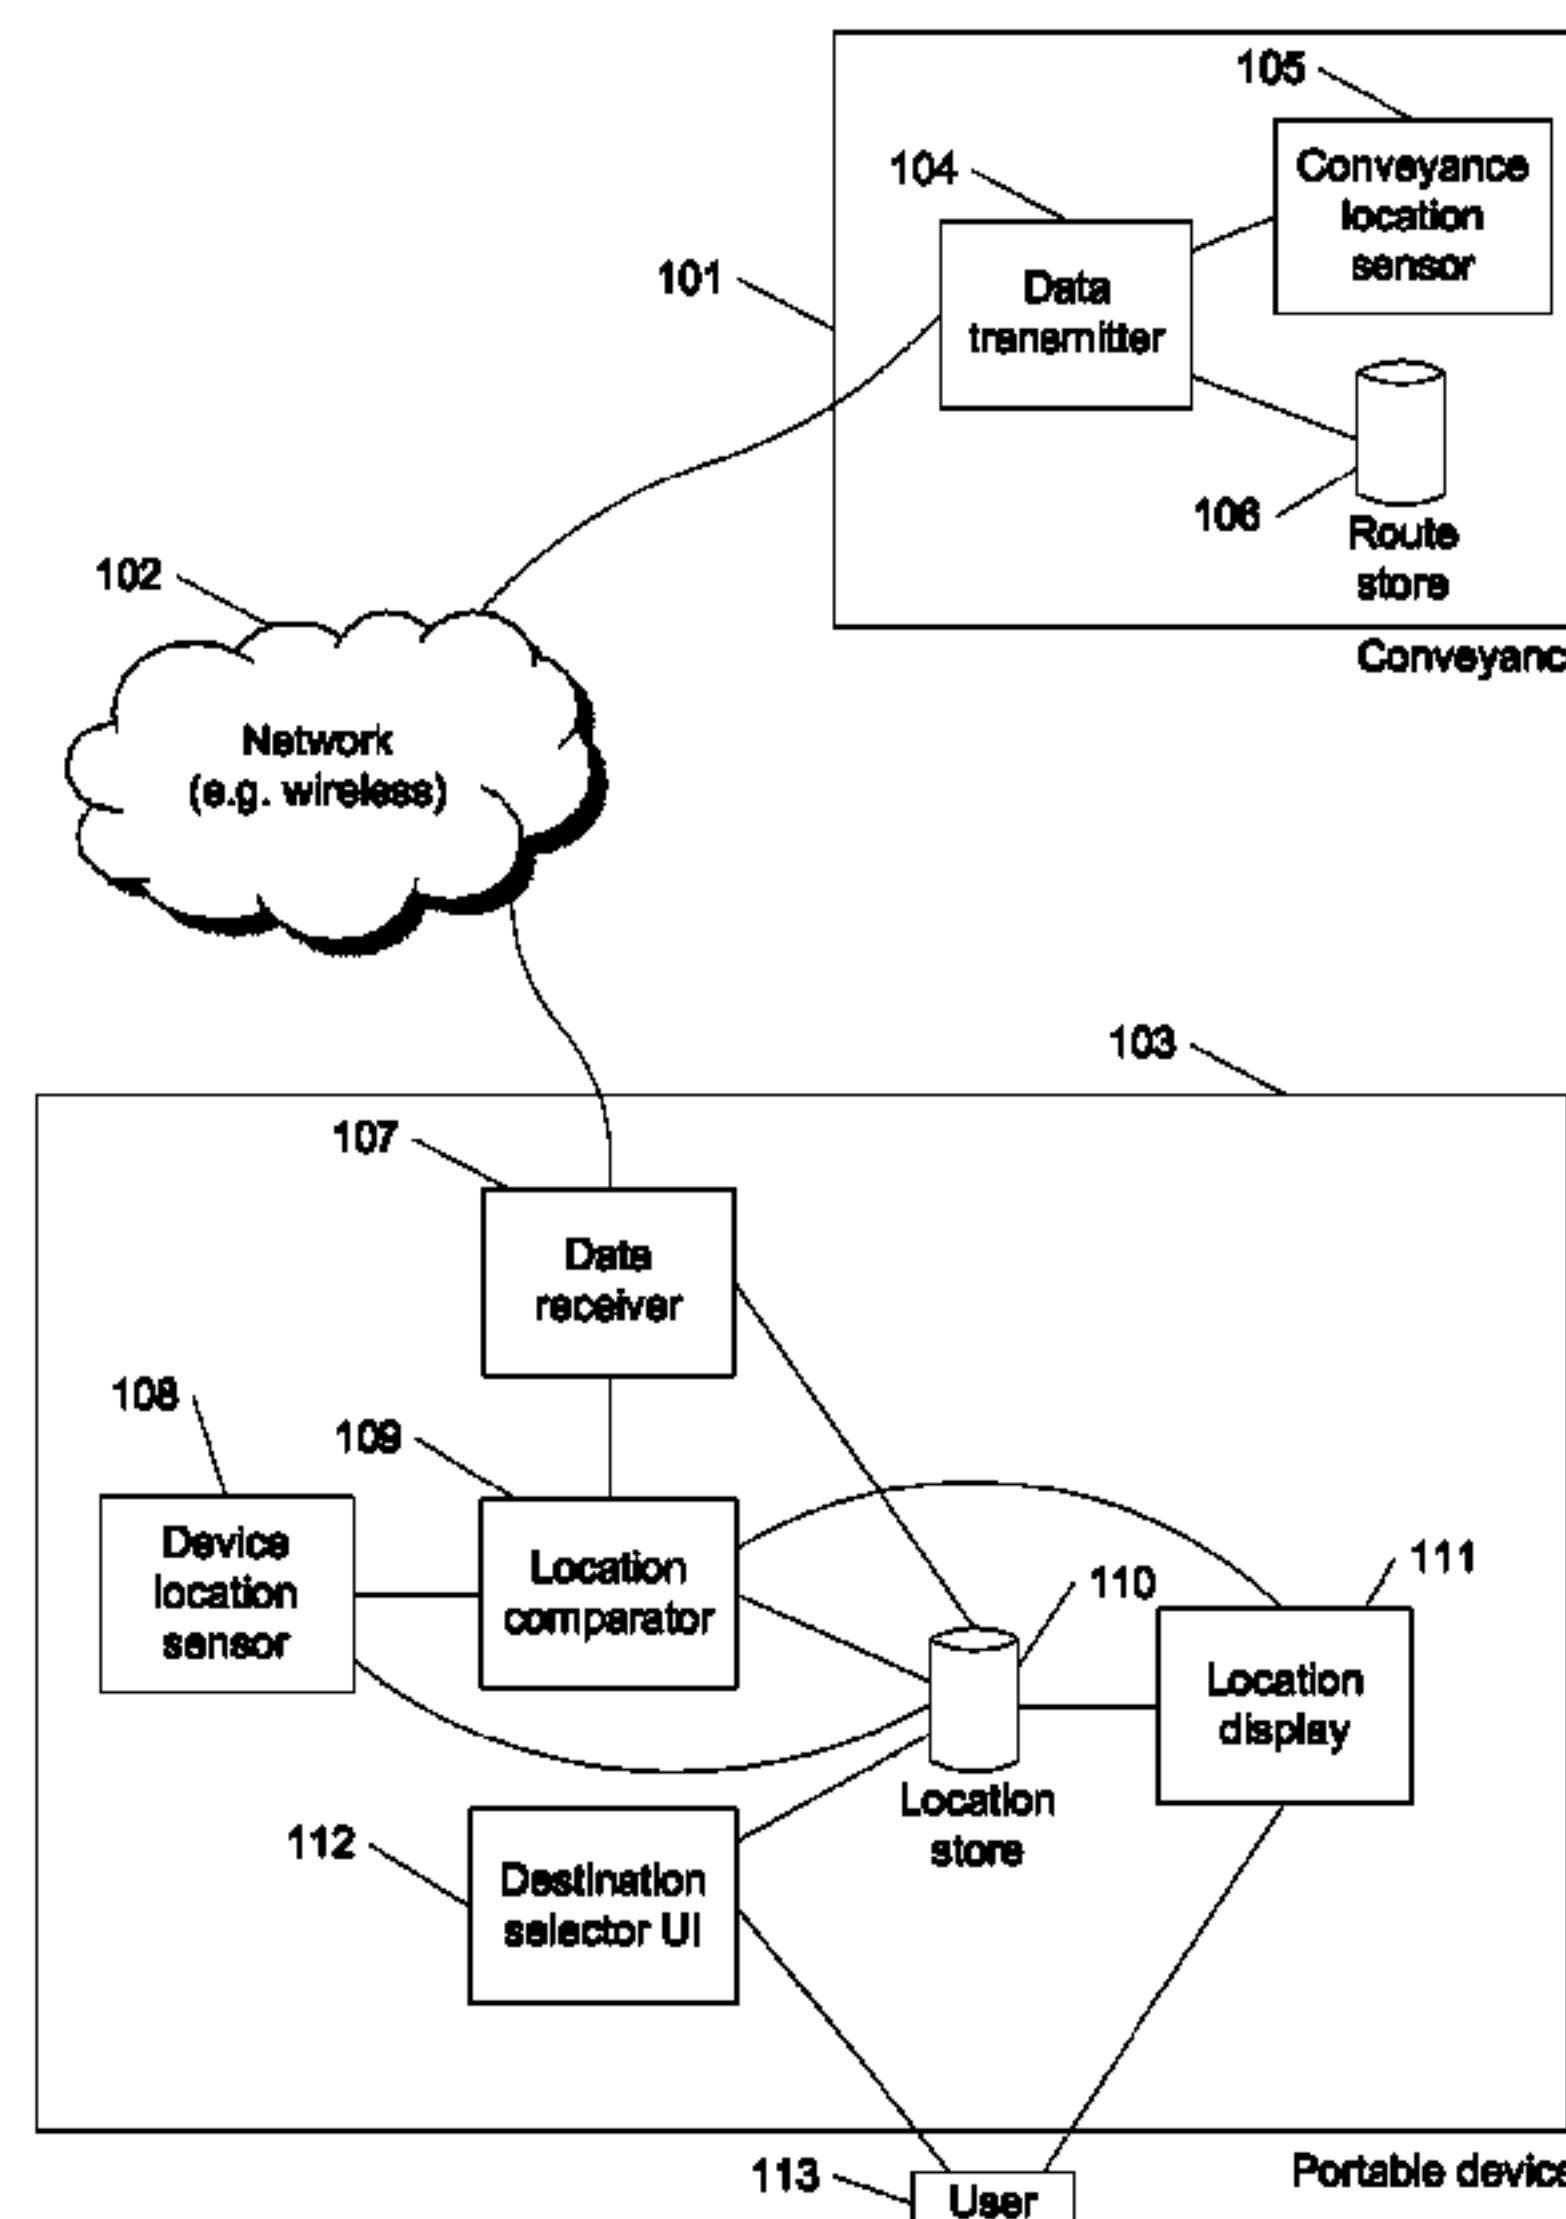 105
Conveyance
location
sensor
104
Data
transmitter
101
106
Route
store
Conveyanc
102
Network
(e.g. wireless)
103
107
Data
receiver
108
109
Device
location
sensor
Location
comparator
110
111
Location
display
Location
store
112
Destination
selector UI
Portable device
113
User